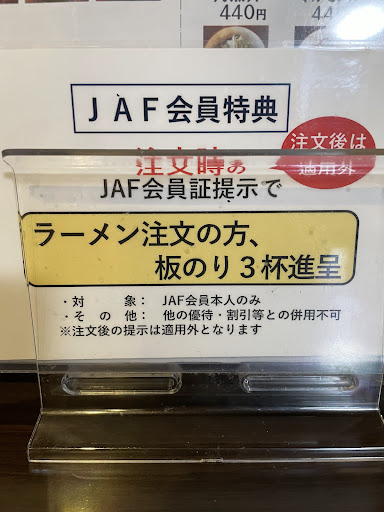 440円
JAF会員特典
注文後は
適用外
注文時の
JAF会員証提示で
ラーメン注文の方、
板のり3杯進呈
・対　　象： JAF会員本人のみ
・そ の 他： 他の優待・割引等との併用不可
※注文後の提示は適用外となります